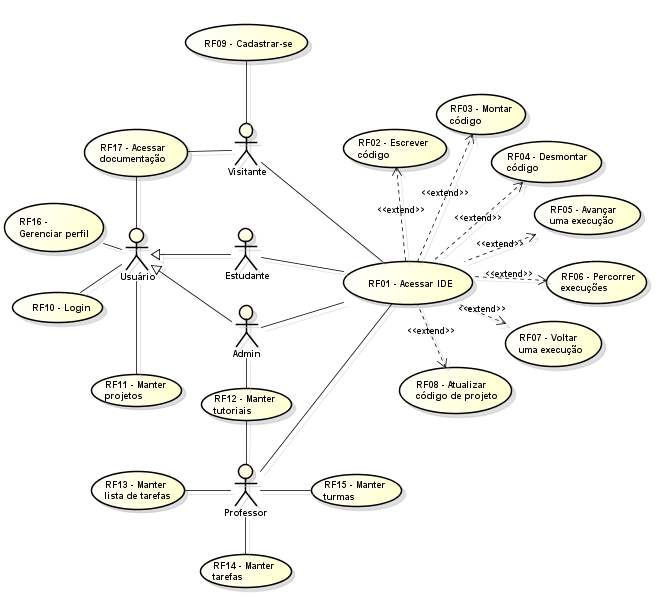 RF09 - Cadastrar-se
RF03 - Montar
código
RF02 - Escrever
código
RF17 - Acessar
documentação
Visitante
RF04 - Desmontar
código
<<extend>>
<<extend>>
<<extend>>
RF05 - Avançar
uma execução
RF16 -
Gerenciar perfil
<<extend>>
Usuário
Estudante
<<extend>>
RF06 - Percorrer
execuções
RF01 - Acessar IDE
RF10 - Login
<<extend>>
<<extend>>
RF07 - Voltar
uma execução
Admin
RF11 - Manter
projetos
RF12 - Manter
tutoriais
RF08 - Atualizar
código de projeto
RF13 - Manter
lista de tarefas
RF15 - Manter
turmas
Professor
RF14 - Manter
tarefas